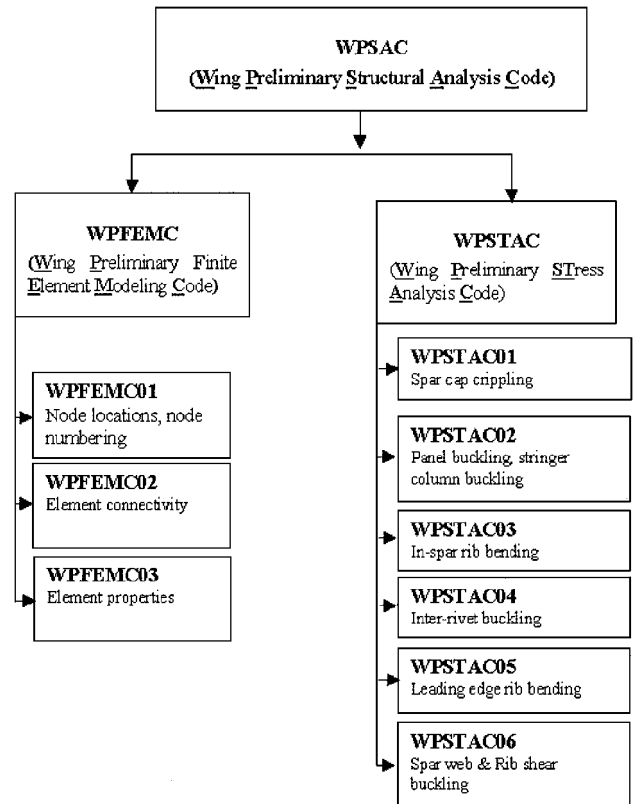 WPSAC
(Wing Preliminary Structural Analysis Code)
WPFEMC
(Wing Preliminary Finite
Element Modeling Code)
WPFEMC01
Node locations, node
numbering
WPFEMC02
Element connectivity
WPFEMC03
Element properties
WPSTAC
(Wing Preliminary STress
Analysis Code)
WPSTAC01
Spar cap crippling
WPSTAC02
Panel buckling, stringer
column buckling
WPSTAC03
In-spar rib bending
WPSTAC04
Inter-rivet buckling
WPSTAC05
Leading edge rib bending
WPSTAC06
Spar web & Rib shear
buckling